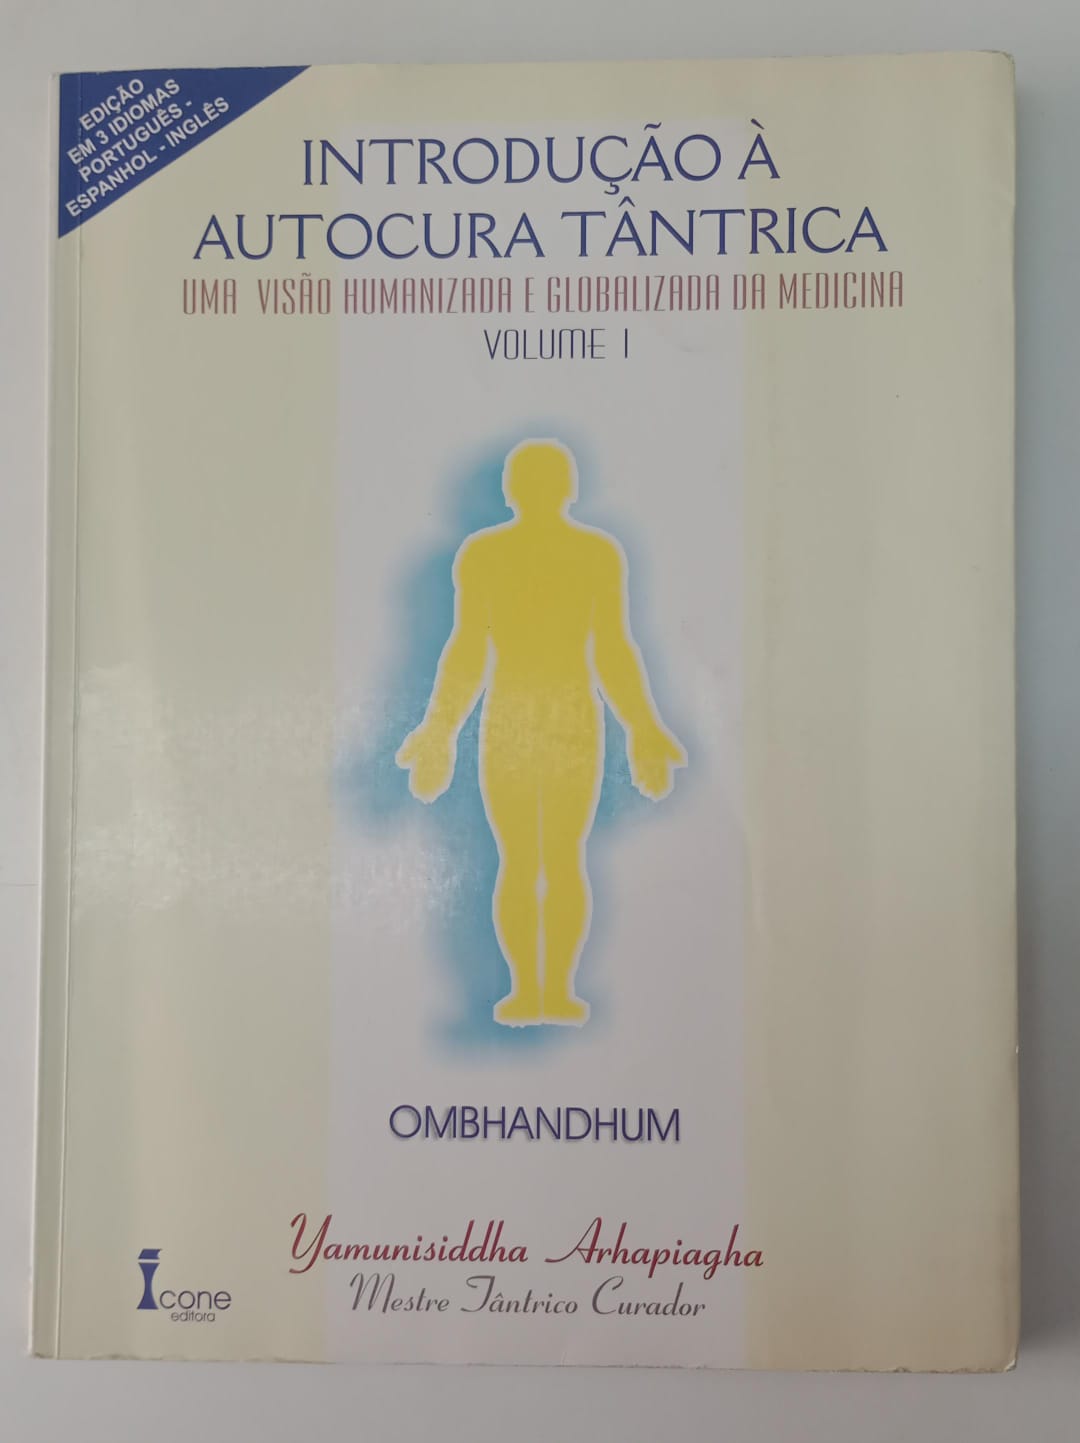 EDIÇÃO
EM 3 IDIOMAS
PORTUGUÊS -
ESPANHOL - INGLÊS
INTRODUÇÃO À
AUTOCURA TÂNTRICA
UMA VISÃO HUMANIZADA E GLOBALIZADA DA MEDICINA
VOLUME I
OMBHANDHUM
Yamunisiddha Arhapiagha
Mestre Tântrico Curador
Ícone
editora